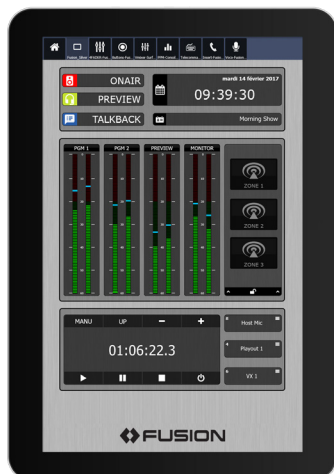 ONAIR
PREVIEW
TALKBACK
mardi 14 février 2017
09:39:30
Morning Show
PGM 1 PGM 2 PREVIEW MONITOR
ZONE 1
ZONE 2
ZONE 3
MANU UP − +
01:06:22.3
Host Mic
Playout 1
VX 1
FUSION